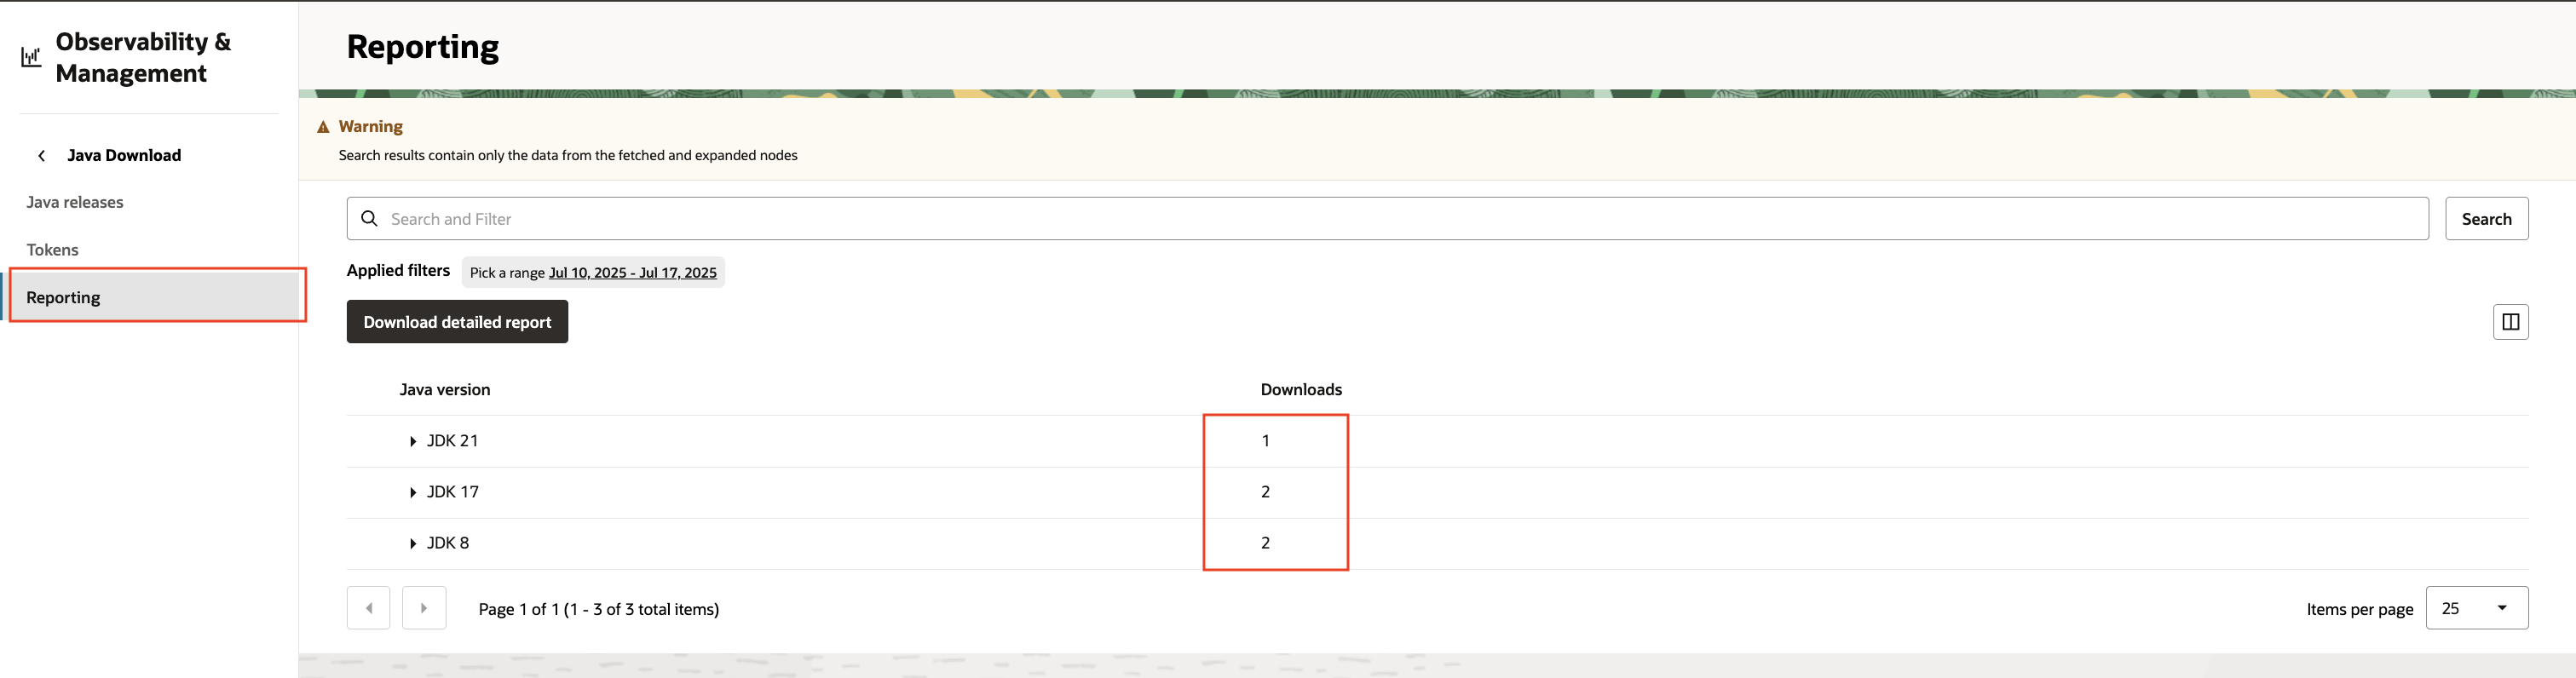 Observability &
Management
Java Download
Java releases
Tokens
Reporting
Reporting
Warning
Search results contain only the data from the fetched and expanded nodes
Search and Filter
Search
Applied filters
Pick a range Jul 10, 2025 - Jul 17, 2025
Download detailed report
Java version
Downloads
JDK 21
1
JDK 17
2
JDK 8
2
Page 1 of 1 (1 - 3 of 3 total items)
Items per page
25